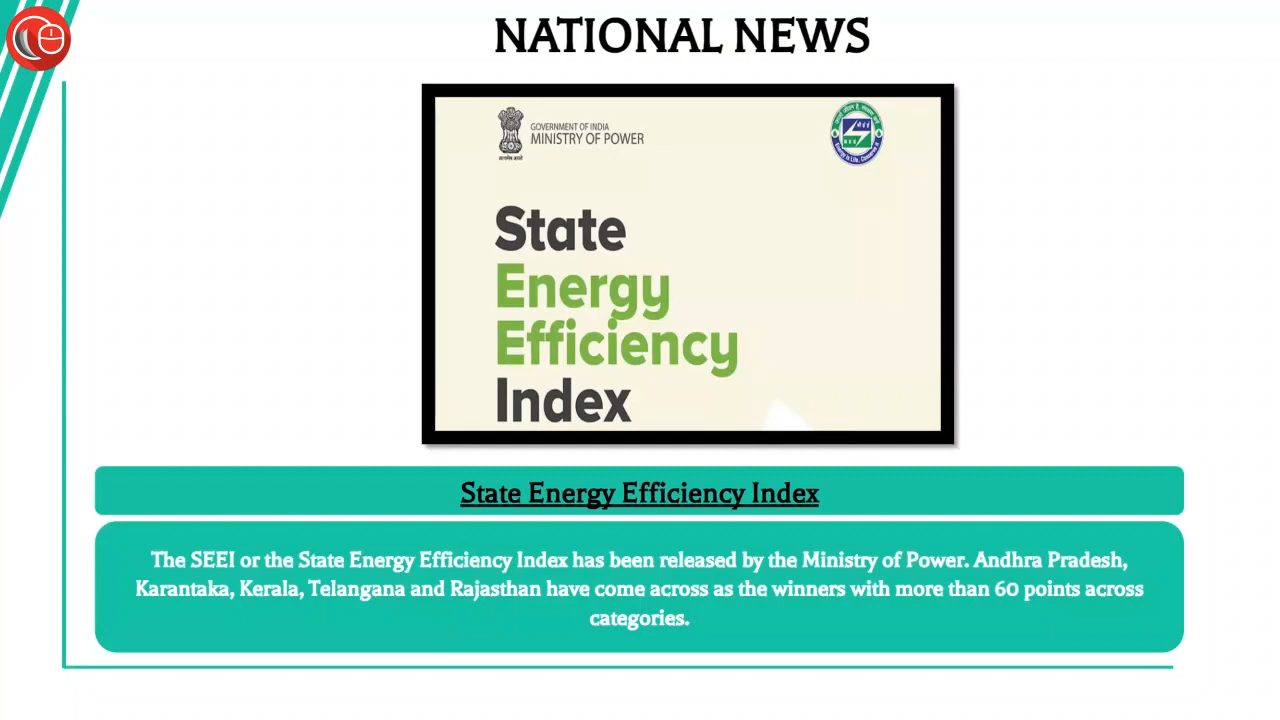 NATIONAL NEWS
GOVERNMENT OF INDIA
MINISTRY OF POWER
State
Energy
Efficiency
Index
State Energy Efficiency Index
The SEEI or the State Energy Efficiency Index has been released by the Ministry of Power. Andhra Pradesh,
Karantaka, Kerala, Telangana and Rajasthan have come across as the winners with more than 60 points across
categories.